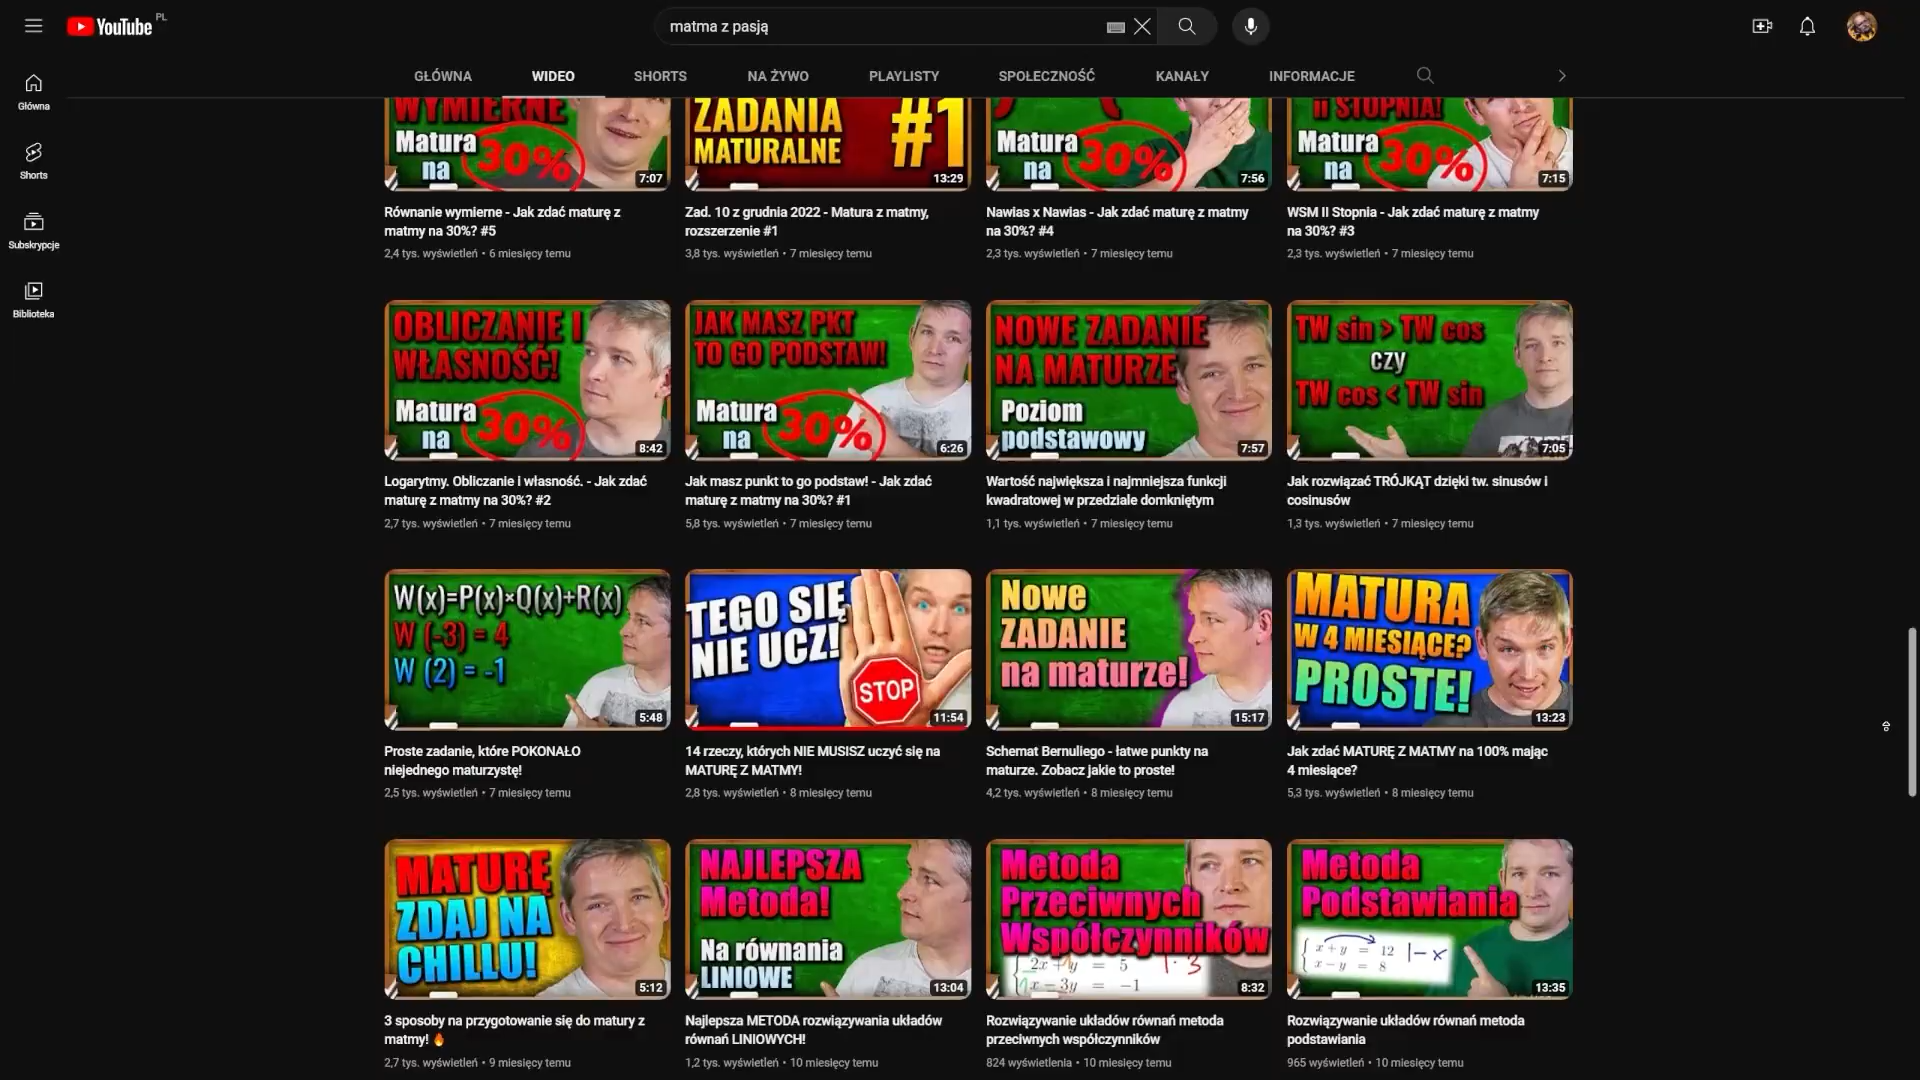 YouTube PL
matma z pasją
GŁÓWNA
WIDEO
SHORTS
NA ŻYWO
PLAYLISTY
SPOŁECZNOŚĆ
KANAŁY
INFORMACJE
Główna
Shorts
Subskrypcje
Biblioteka
WYMIERNE
Matura
na 30%
7:07
ZADANIA
MATURALNE #1
13:29
Matura
na 30%
7:56
II STOPNIA!
Matura
na 30%
7:15
Równanie wymierne - Jak zdać maturę z
matmy na 30%? #5
2,4 tys. wyświetleń • 6 miesięcy temu
Zad. 10 z grudnia 2022 - Matura z matmy,
rozszerzenie #1
3,8 tys. wyświetleń • 7 miesięcy temu
Nawias x Nawias - Jak zdać maturę z matmy
na 30%? #4
2,3 tys. wyświetleń • 7 miesięcy temu
WSM II Stopnia - Jak zdać maturę z matmy
na 30%? #3
2,3 tys. wyświetleń • 7 miesięcy temu
OBLICZANIE I
WŁASNOŚĆ!
Matura
na 30%
8:42
JAK MASZ PKT
TO GO PODSTAW!
Matura
na 30%
6:26
NOWE ZADANIE
NA MATURZE
Poziom
podstawowy
7:57
TW sin > TW cos
czy
TW cos < TW sin
7:05
Logarytmy. Obliczanie i własność. - Jak zdać
maturę z matmy na 30%? #2
2,7 tys. wyświetleń • 7 miesięcy temu
Jak masz punkt to go podstaw! - Jak zdać
maturę z matmy na 30%? #1
5,8 tys. wyświetleń • 7 miesięcy temu
Wartość największa i najmniejsza funkcji
kwadratowej w przedziale domkniętym
1,1 tys. wyświetleń • 7 miesięcy temu
Jak rozwiązać TRÓJKĄT dzięki tw. sinusów i
cosinusów
1,3 tys. wyświetleń • 7 miesięcy temu
W(x)=P(x)×Q(x)+R(x)
W (-3) = 4
W (2) = -1
5:48
TEGO SIĘ
NIE UCZ!
STOP
11:54
Nowe
ZADANIE
na maturze!
15:17
MATURA
W 4 MIESIĄCE?
PROSTE!
13:23
Proste zadanie, które POKONAŁO
niejednego maturzystę!
2,5 tys. wyświetleń • 7 miesięcy temu
14 rzeczy, których NIE MUSISZ uczyć się na
MATURĘ Z MATMY!
2,8 tys. wyświetleń • 8 miesięcy temu
Schemat Bernuliego - łatwe punkty na
maturze. Zobacz jakie to proste!
4,2 tys. wyświetleń • 8 miesięcy temu
Jak zdać MATURĘ Z MATMY na 100% mając
4 miesiące?
5,3 tys. wyświetleń • 8 miesięcy temu
MATURĘ
ZDAJ NA
CHILLU!
5:12
NAJLEPSZA
Metoda!
Na równania
LINIOWE
13:04
Metoda
Przeciwnych
Współczynników
2x + y = 5 | · 3
x - 3y = -1
8:32
Metoda
Podstawiania
x + y = 12 | - x
x - y = 8
13:35
3 sposoby na przygotowanie się do matury z
matmy! 🔥
2,7 tys. wyświetleń • 9 miesięcy temu
Najlepsza METODA rozwiązywania układów
równań LINIOWYCH!
1,2 tys. wyświetleń • 10 miesięcy temu
Rozwiązywanie układów równań metoda
przeciwnych współczynników
824 wyświetlenia • 10 miesięcy temu
Rozwiązywanie układów równań metoda
podstawiania
965 wyświetleń • 10 miesięcy temu